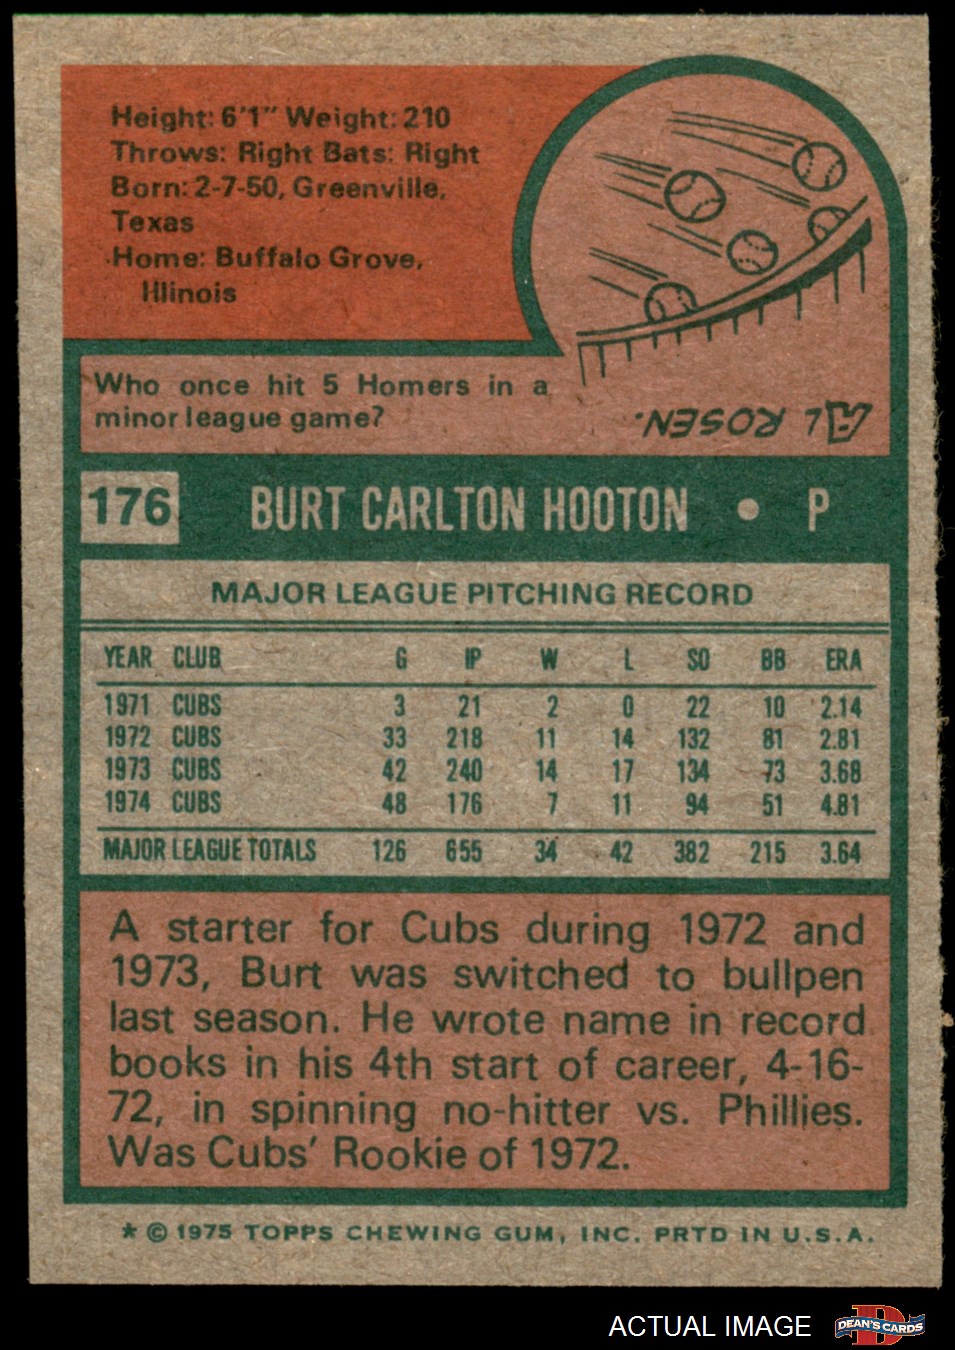 Height: 6'1" Weight: 210
Throws: Right Bats: Right
Born: 2-7-50, Greenville,
Texas
Home: Buffalo Grove,
Illinois
Who once hit 5 Homers in a
minor league game?
AL ROSEN.
176 BURT CARLTON HOOTON • P
MAJOR LEAGUE PITCHING RECORD
YEAR CLUB G IP W L SO BB ERA
1971 CUBS 3 21 2 0 22 10 2.14
1972 CUBS 33 218 11 14 132 81 2.81
1973 CUBS 42 240 14 17 134 73 3.68
1974 CUBS 48 176 7 11 94 51 4.81
MAJOR LEAGUE TOTALS 126 655 34 42 382 215 3.64
A starter for Cubs during 1972 and
1973, Burt was switched to bullpen
last season. He wrote name in record
books in his 4th start of career, 4-16-
72, in spinning no-hitter vs. Phillies.
Was Cubs' Rookie of 1972.
* © 1975 TOPPS CHEWING GUM, INC. PRTD IN U.S.A.
ACTUAL IMAGE
D
DEAN'S CARDS